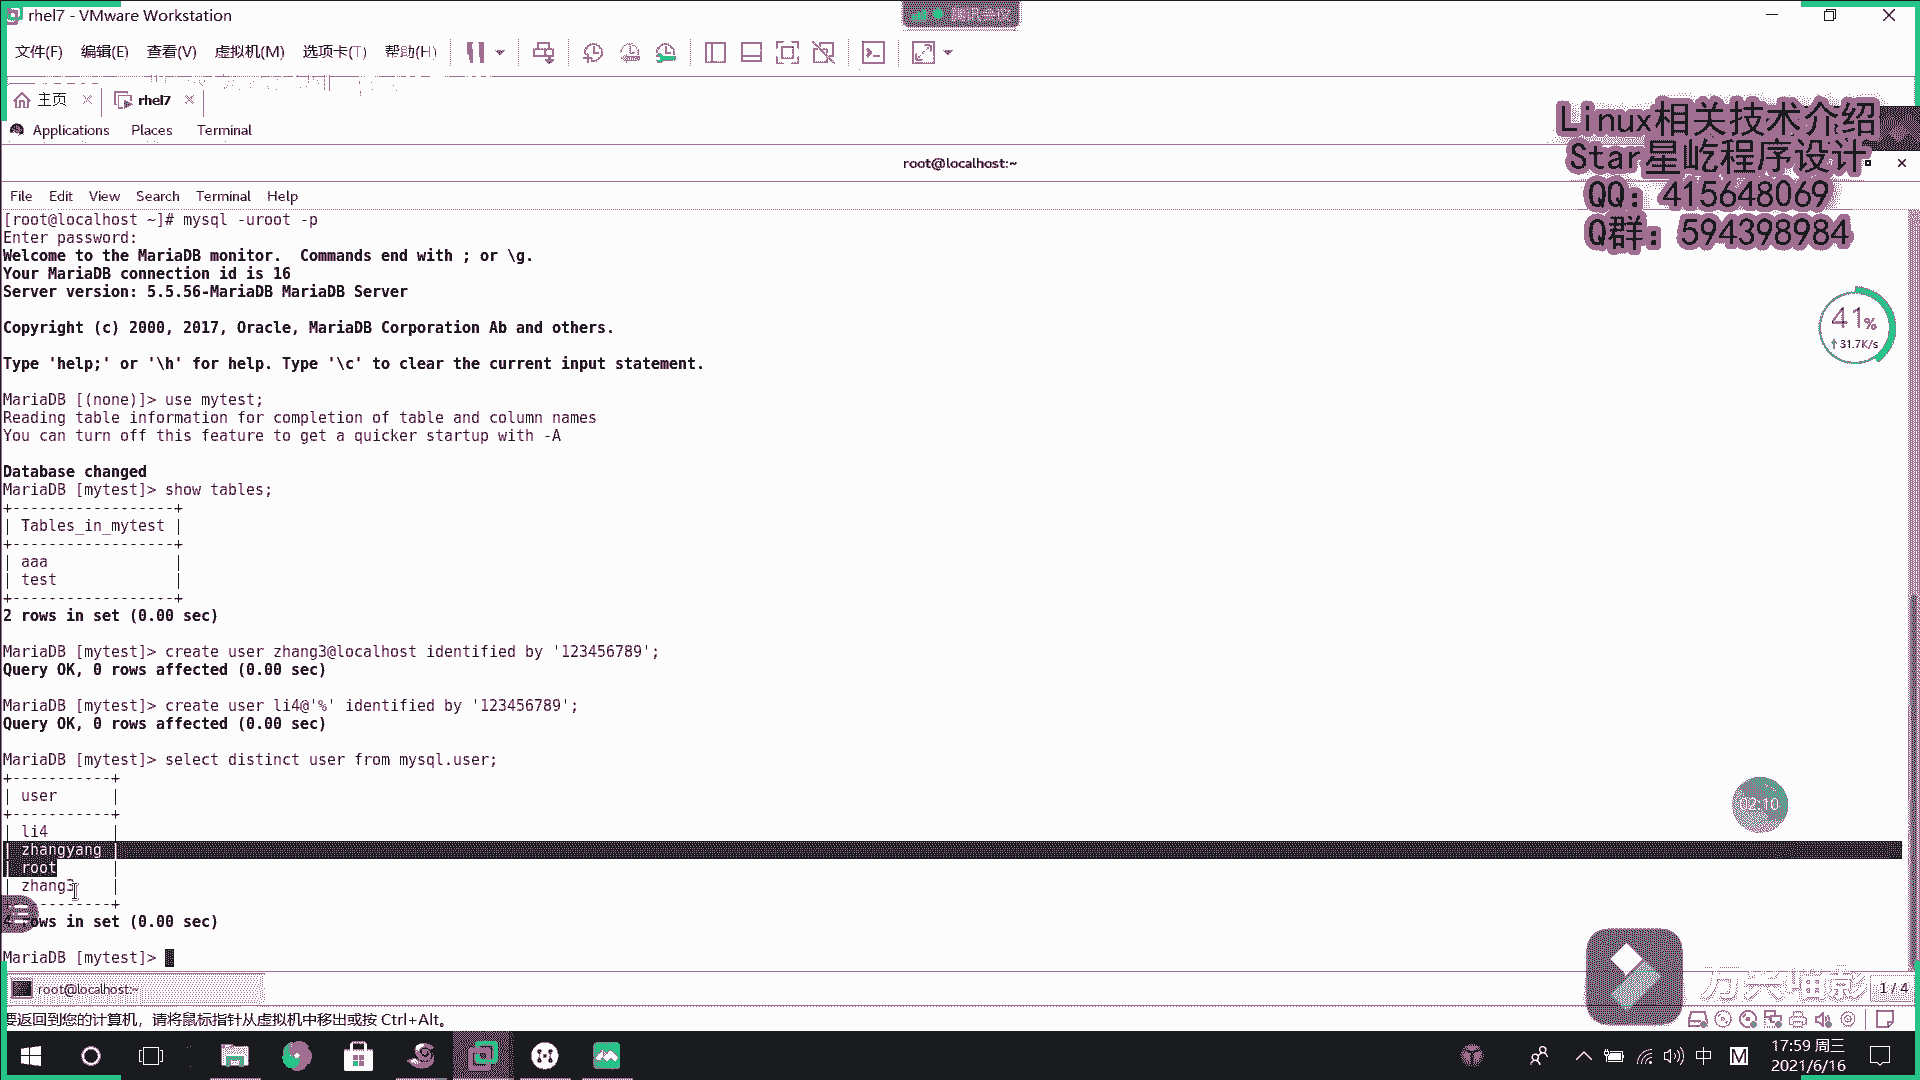 rhel7 - VMware Workstation
文件(F) 编辑(E) 查看(V) 虚拟机(M) 选项卡(T) 帮助(H)
主页 rhel7
Applications Places Terminal
root@localhost:~
File Edit View Search Terminal Help
Linux相关技术介绍
Star星屹程序设计
QQ: 415648069
Q群: 594398984
41%
31.7K/s
[root@localhost ~]# mysql -uroot -p
Enter password:
Welcome to the MariaDB monitor.  Commands end with ; or \g.
Your MariaDB connection id is 16
Server version: 5.5.56-MariaDB MariaDB Server
Copyright (c) 2000, 2017, Oracle, MariaDB Corporation Ab and others.
Type 'help;' or '\h' for help. Type '\c' to clear the current input statement.
MariaDB [(none)]> use mytest;
Reading table information for completion of table and column names
You can turn off this feature to get a quicker startup with -A
Database changed
MariaDB [mytest]> show tables;
+------------------+
| Tables_in_mytest |
+------------------+
| aaa              |
| test             |
+------------------+
2 rows in set (0.00 sec)
MariaDB [mytest]> create user zhang3@localhost identified by '123456789';
Query OK, 0 rows affected (0.00 sec)
MariaDB [mytest]> create user li4@'%' identified by '123456789';
Query OK, 0 rows affected (0.00 sec)
MariaDB [mytest]> select distinct user from mysql.user;
+-----------+
| user      |
+-----------+
| li4       |
| zhangyang |
| root      |
| zhang3    |
+-----------+
4 rows in set (0.00 sec)
MariaDB [mytest]>
02:10
root@localhost:~
万兴喵影
1 / 4
要返回到您的计算机，请将鼠标指针从虚拟机中移出或按 Ctrl+Alt。
中 M
17:59 周三
2021/6/16